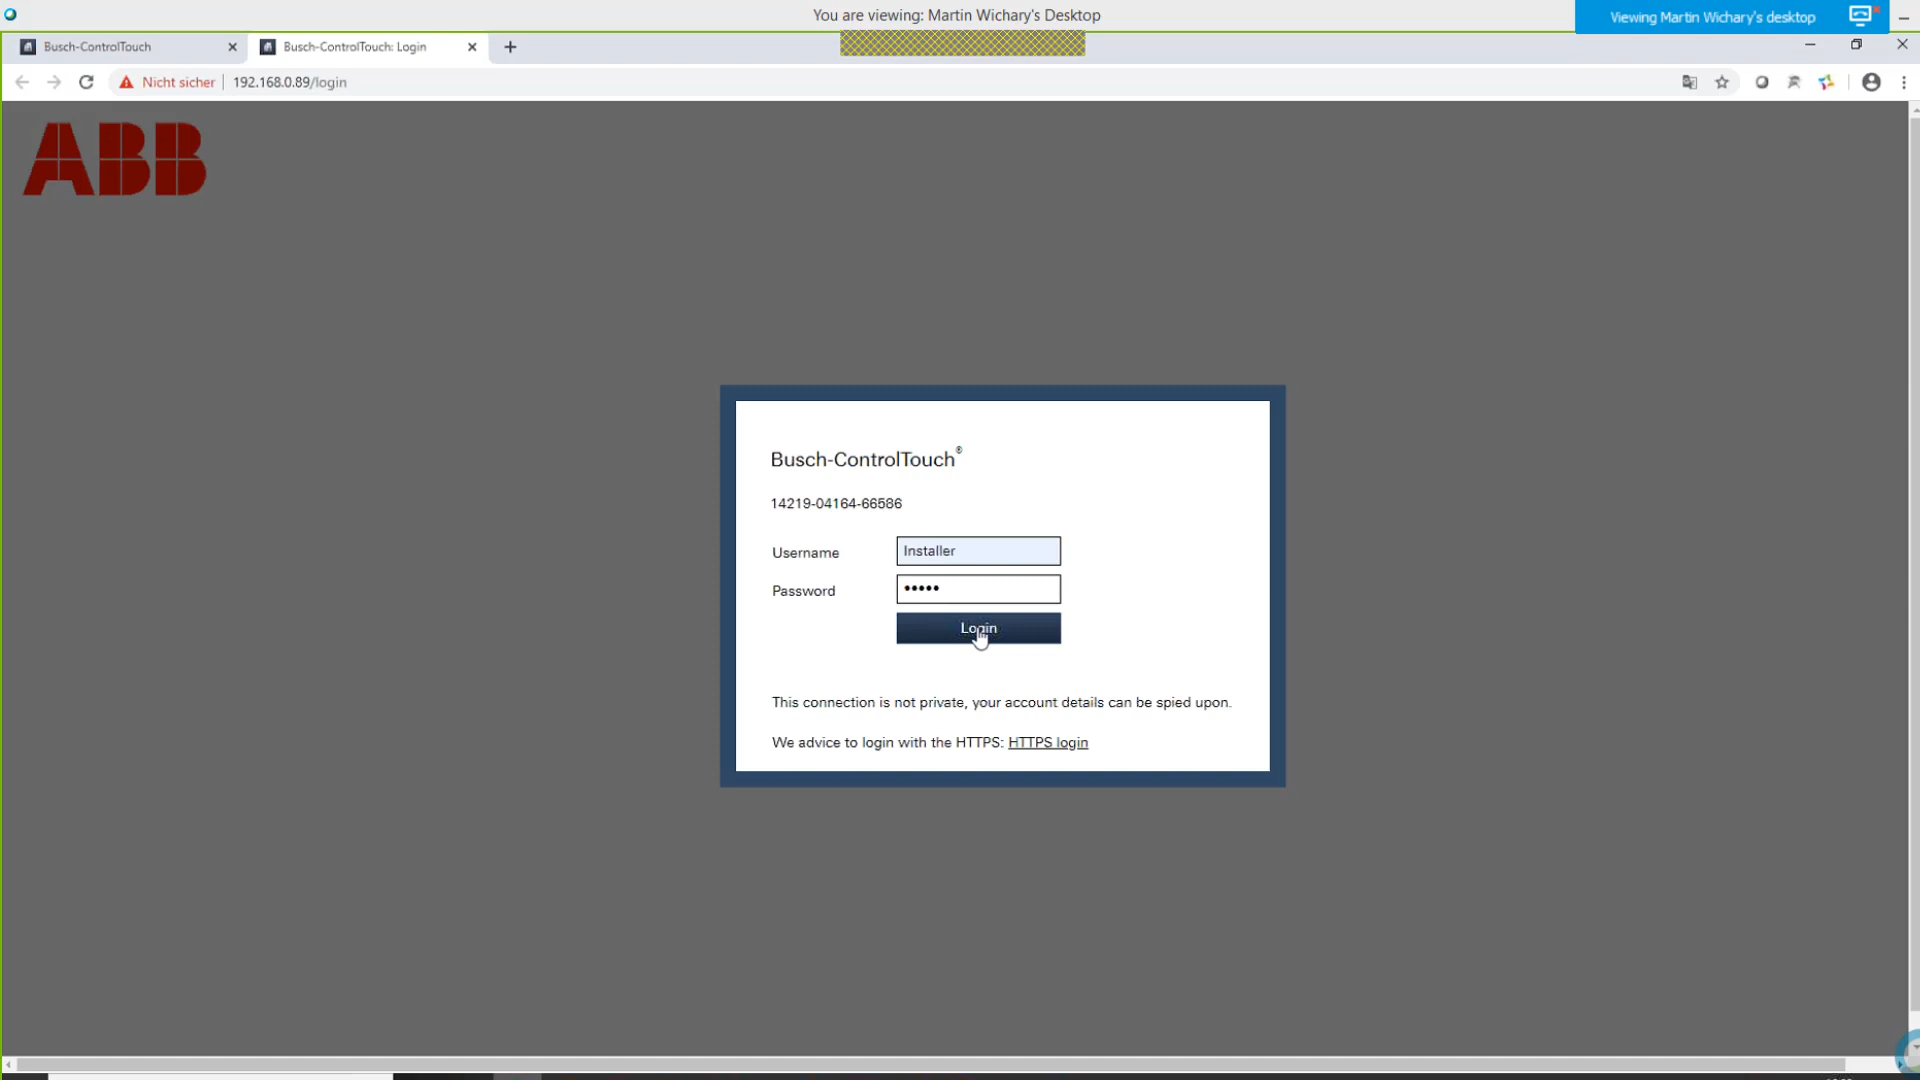 You are viewing: Martin Wichary's Desktop
Viewing Martin Wichary's desktop
Busch-ControlTouch
Busch-ControlTouch: Login
Nicht sicher
192.168.0.89/login
ABB
Busch-ControlTouch®
14219-04164-66586
Username
Installer
Password
•••••
Login
This connection is not private, your account details can be spied upon.
We advice to login with the HTTPS: HTTPS login